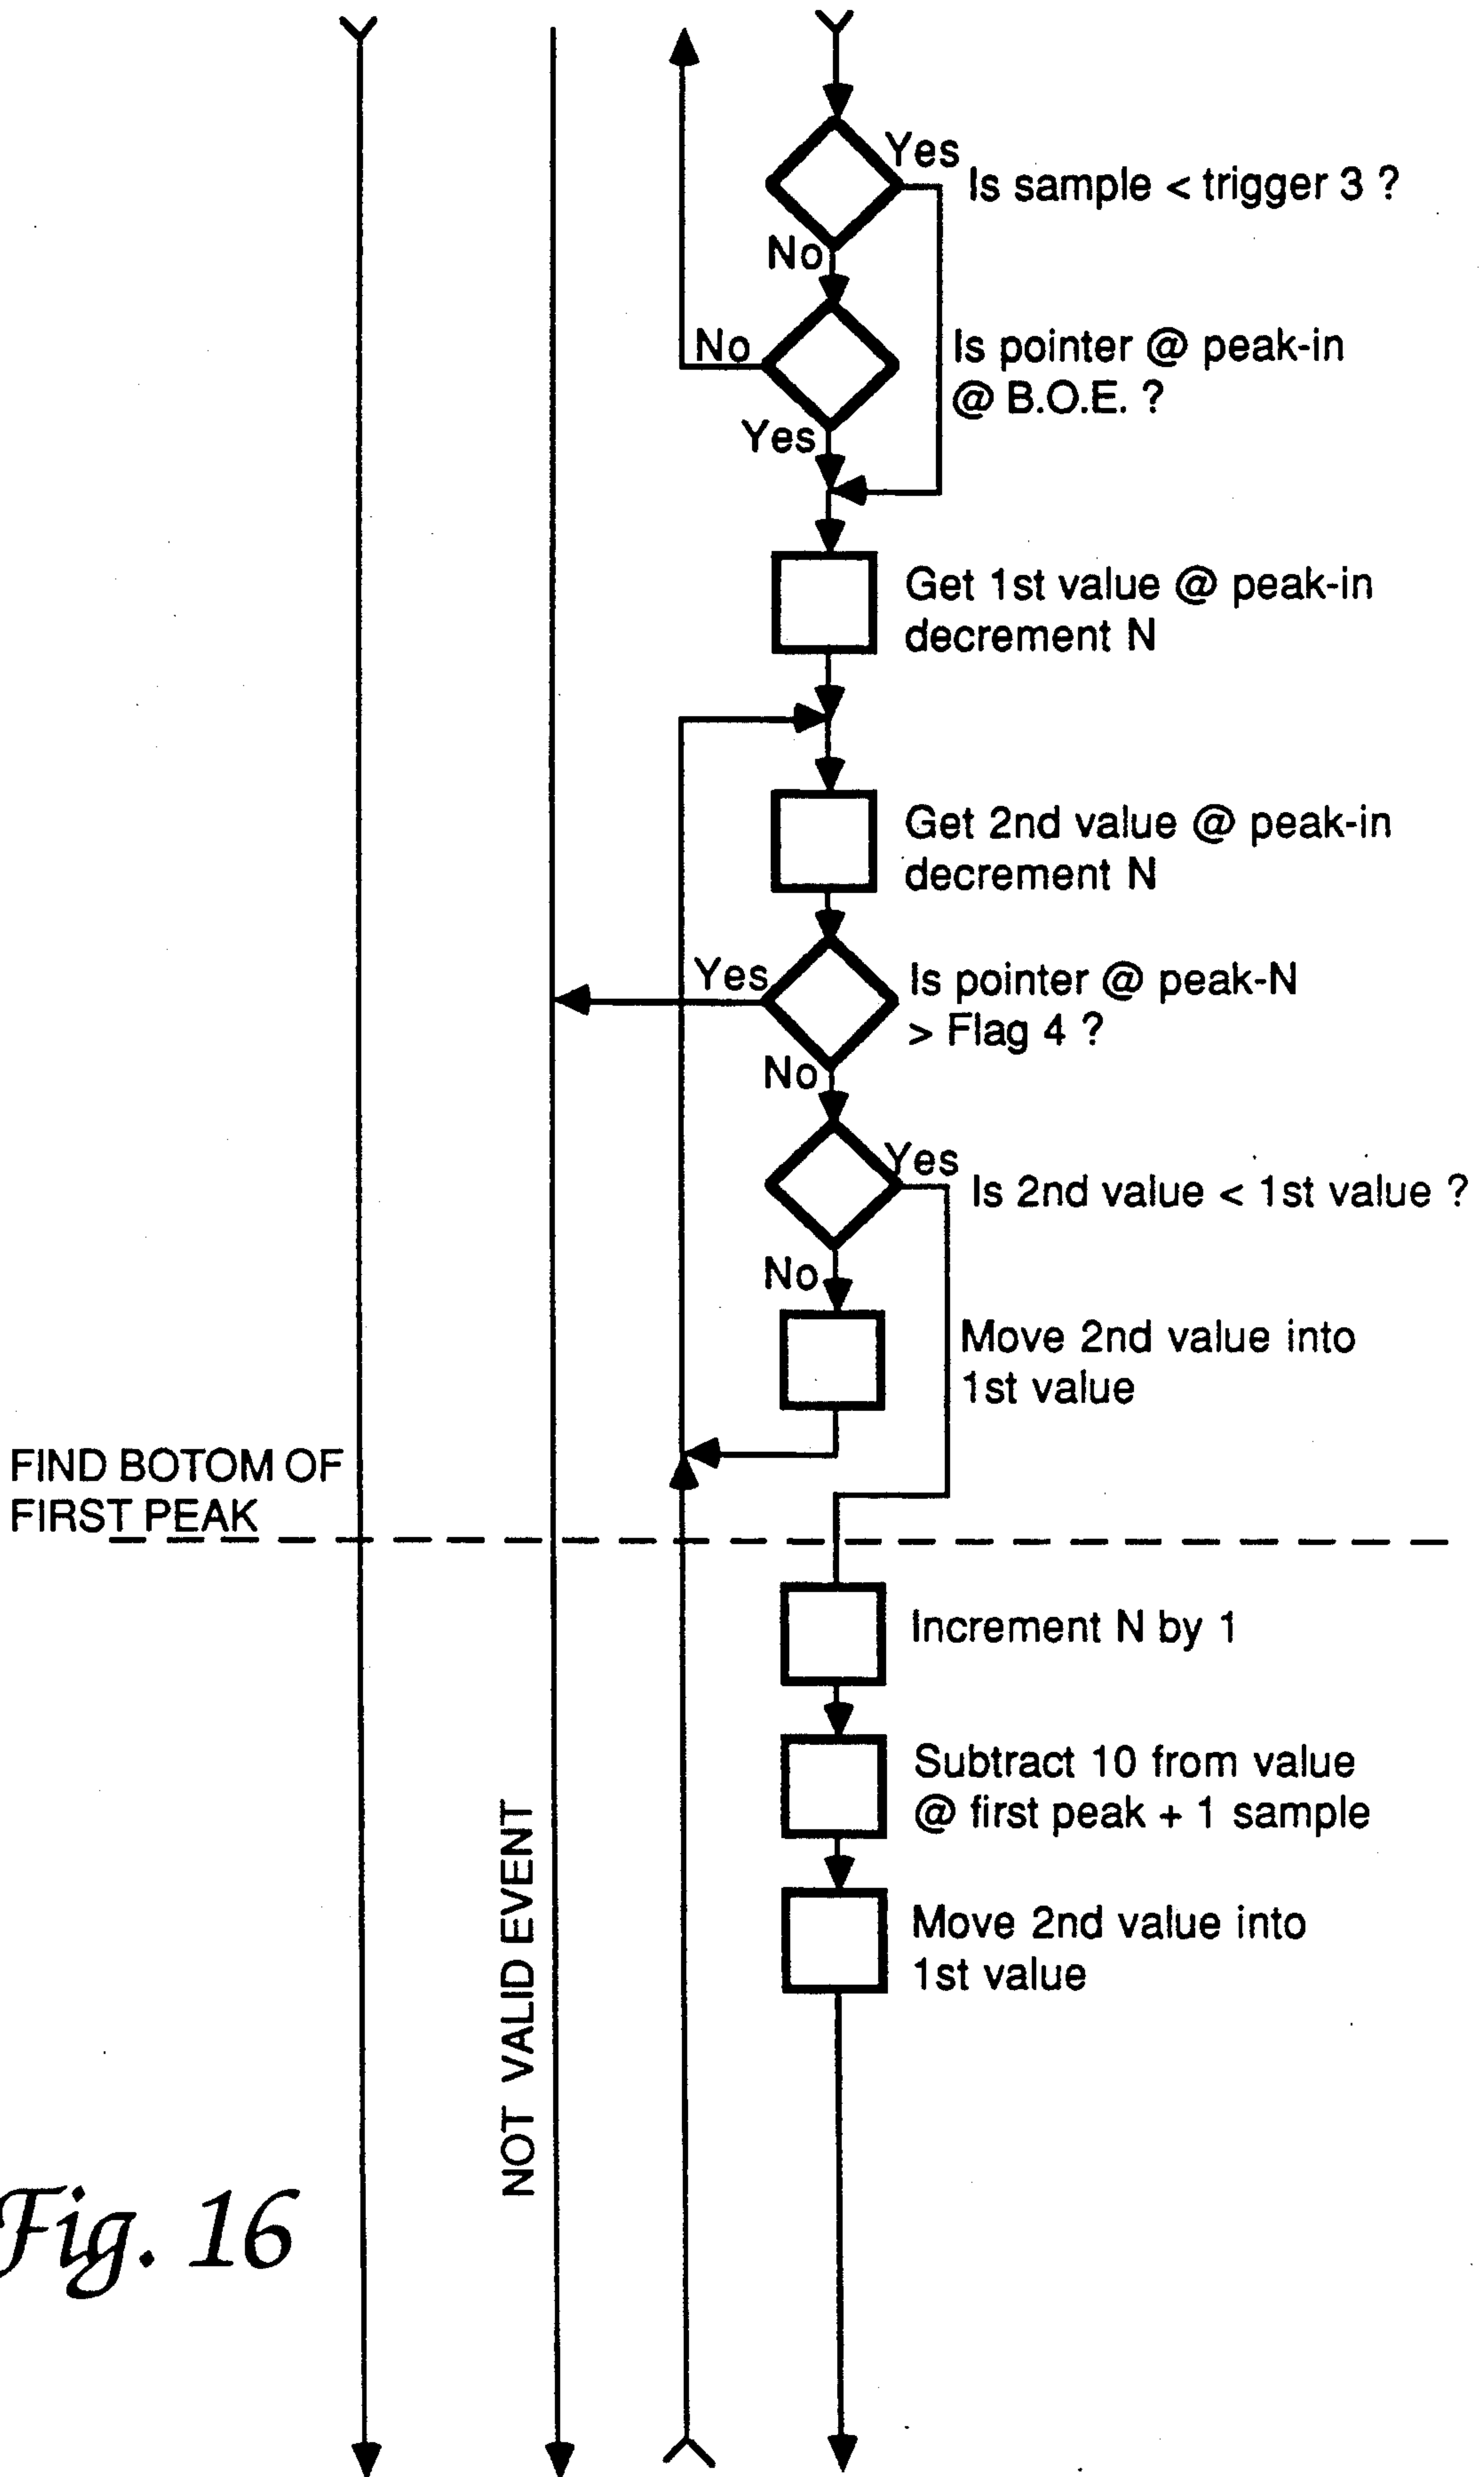 Yes
Is sample < trigger 3 ?
No
No
Is pointer @ peak-in
@ B.O.E. ?
Yes
Get 1st value @ peak-in
decrement N
Get 2nd value @ peak-in
decrement N
Yes
Is pointer @ peak-N
> Flag 4 ?
No
Yes
Is 2nd value < 1st value ?
No
Move 2nd value into
1st value
FIND BOTOM OF
FIRST PEAK
Increment N by 1
Subtract 10 from value
@ first peak + 1 sample
Move 2nd value into
1st value
NOT VALID EVENT
Fig. 16